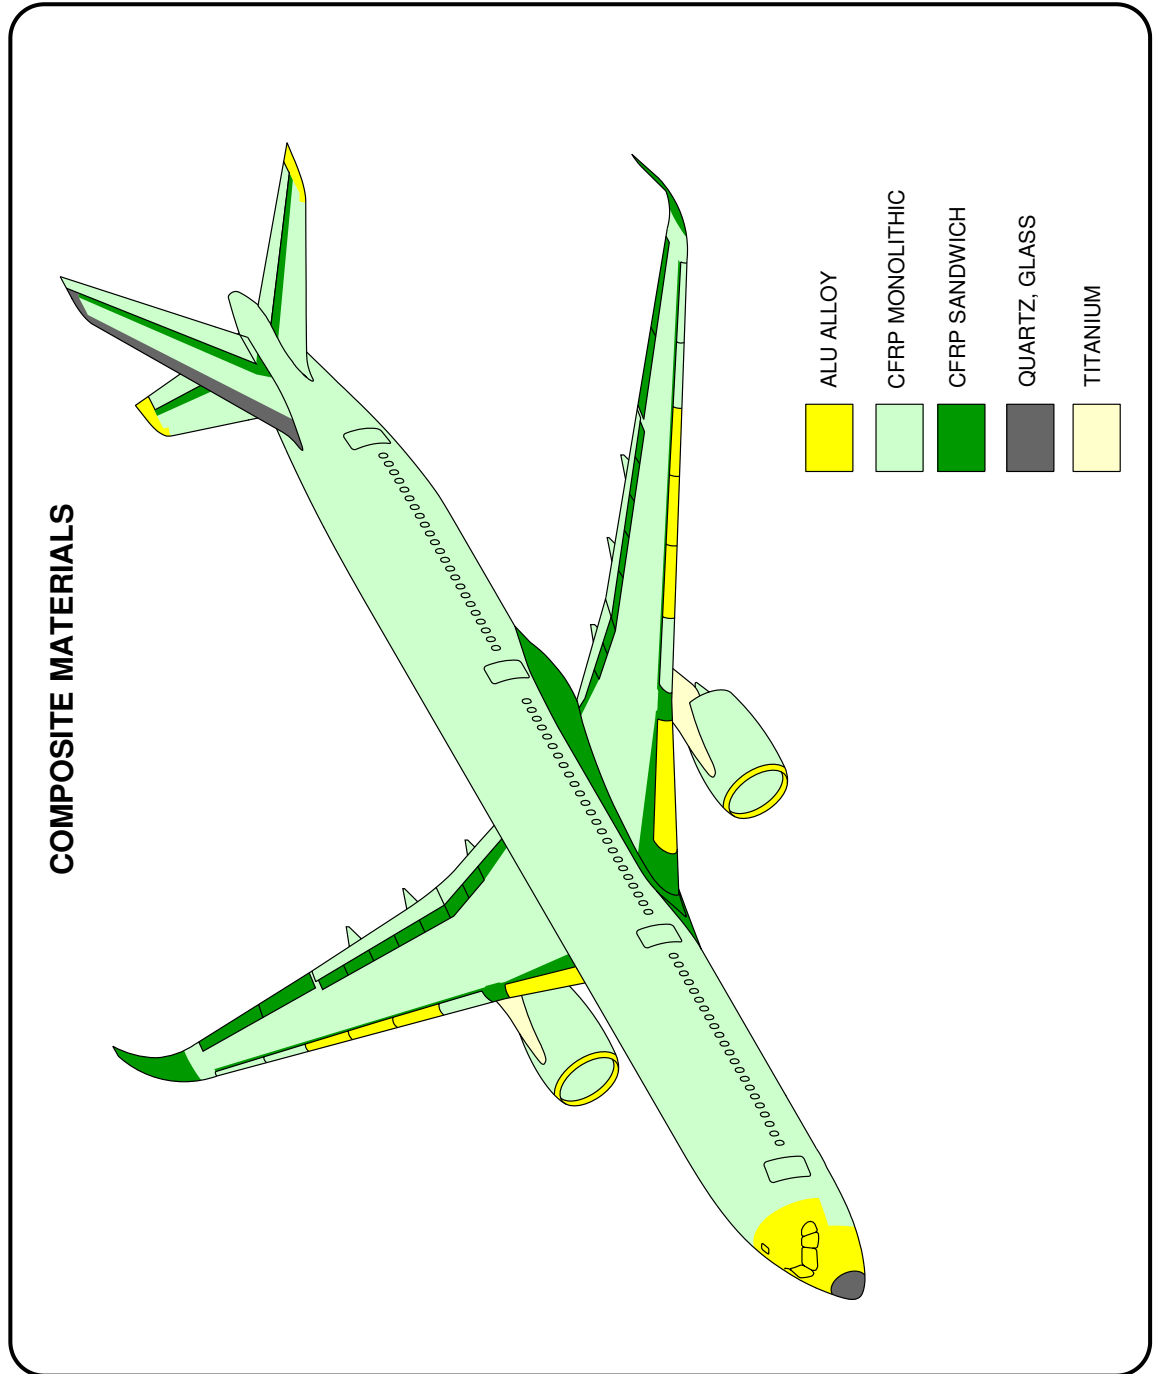 COMPOSITE MATERIALS
ALU ALLOY
CFRP MONOLITHIC
CFRP SANDWICH
QUARTZ, GLASS
TITANIUM